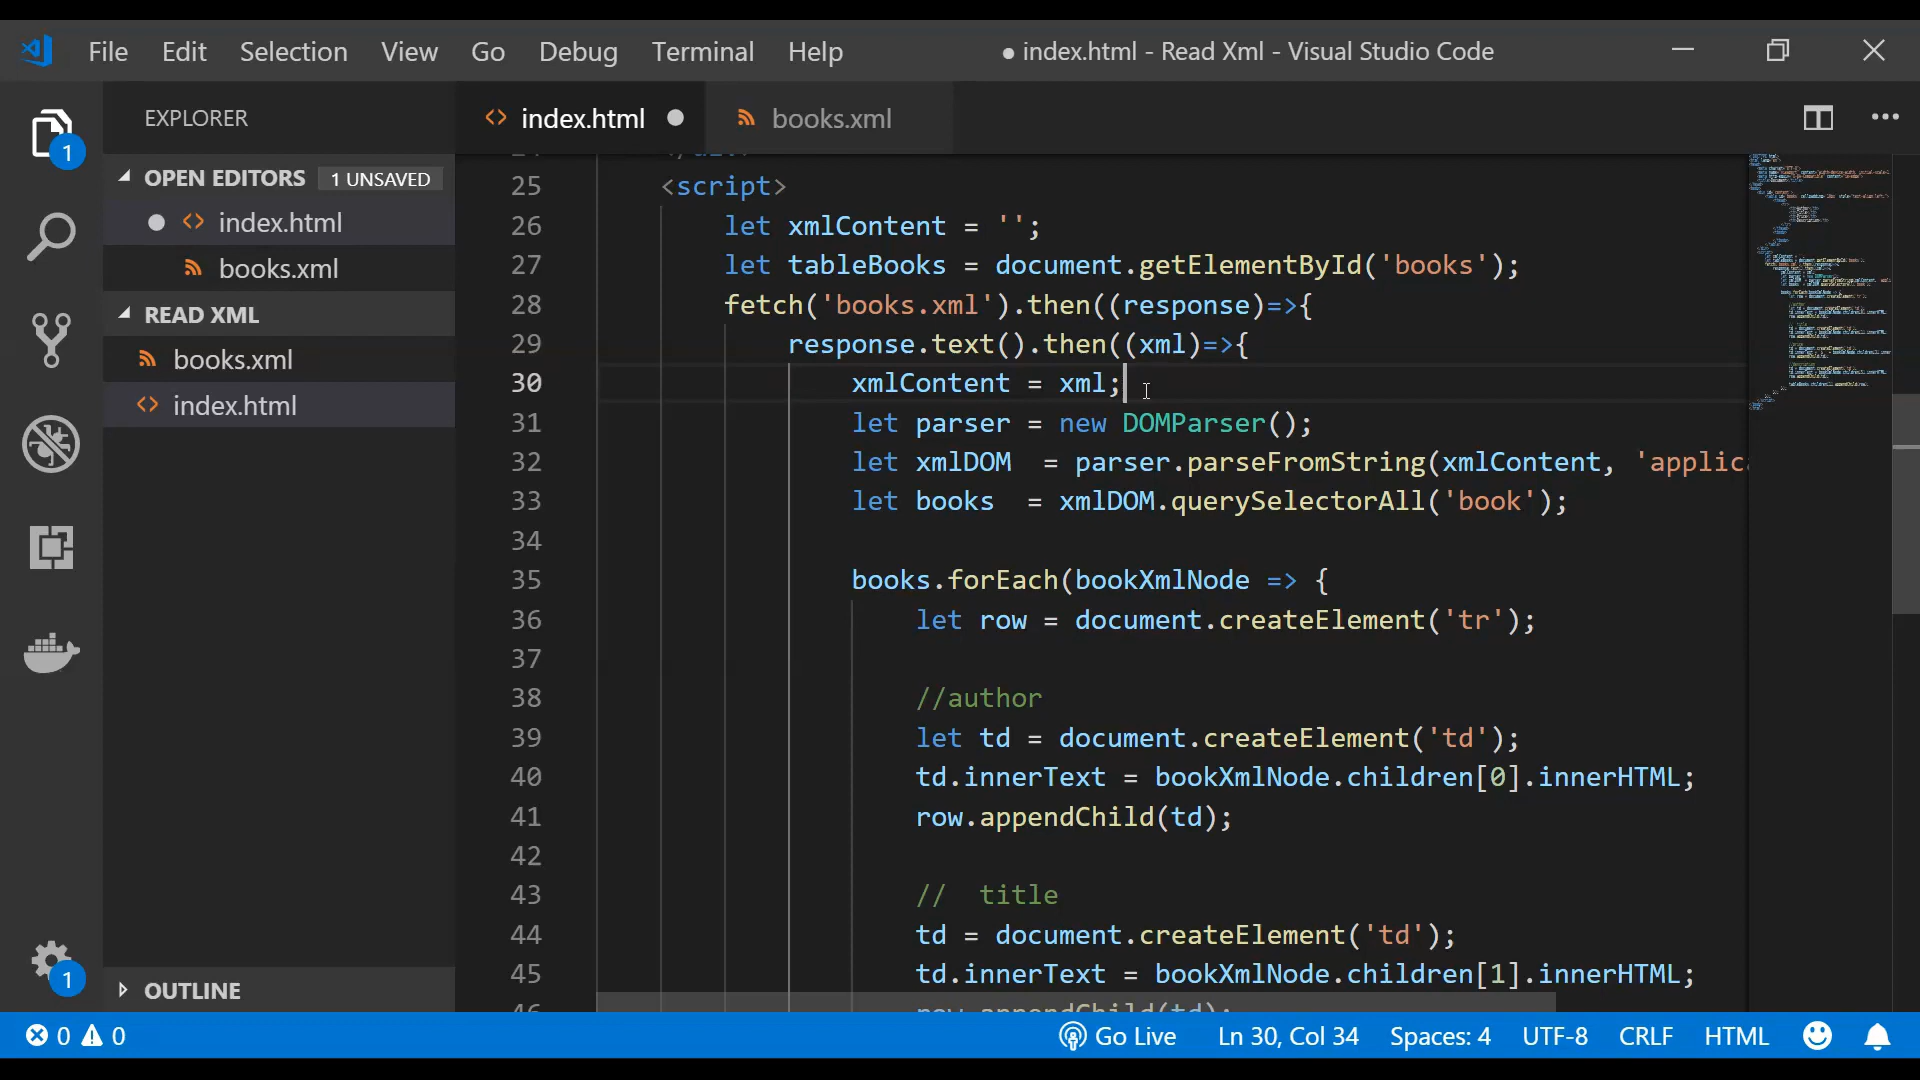 File Edit Selection View Go Debug Terminal Help ● index.html - Read Xml - Visual Studio Code
EXPLORER
index.html
books.xml
OPEN EDITORS 1 UNSAVED
index.html
books.xml
READ XML
books.xml
index.html
OUTLINE
1
1
25 <script>
26 let xmlContent = '';
27 let tableBooks = document.getElementById('books');
28 fetch('books.xml').then((response)=>{
29 response.text().then((xml)=>{
30 xmlContent = xml;
31 let parser = new DOMParser();
32 let xmlDOM = parser.parseFromString(xmlContent, 'applic
33 let books = xmlDOM.querySelectorAll('book');
34
35 books.forEach(bookXmlNode => {
36 let row = document.createElement('tr');
37
38 //author
39 let td = document.createElement('td');
40 td.innerText = bookXmlNode.children[0].innerHTML;
41 row.appendChild(td);
42
43 // title
44 td = document.createElement('td');
45 td.innerText = bookXmlNode.children[1].innerHTML;
0 0 Go Live Ln 30, Col 34 Spaces: 4 UTF-8 CRLF HTML